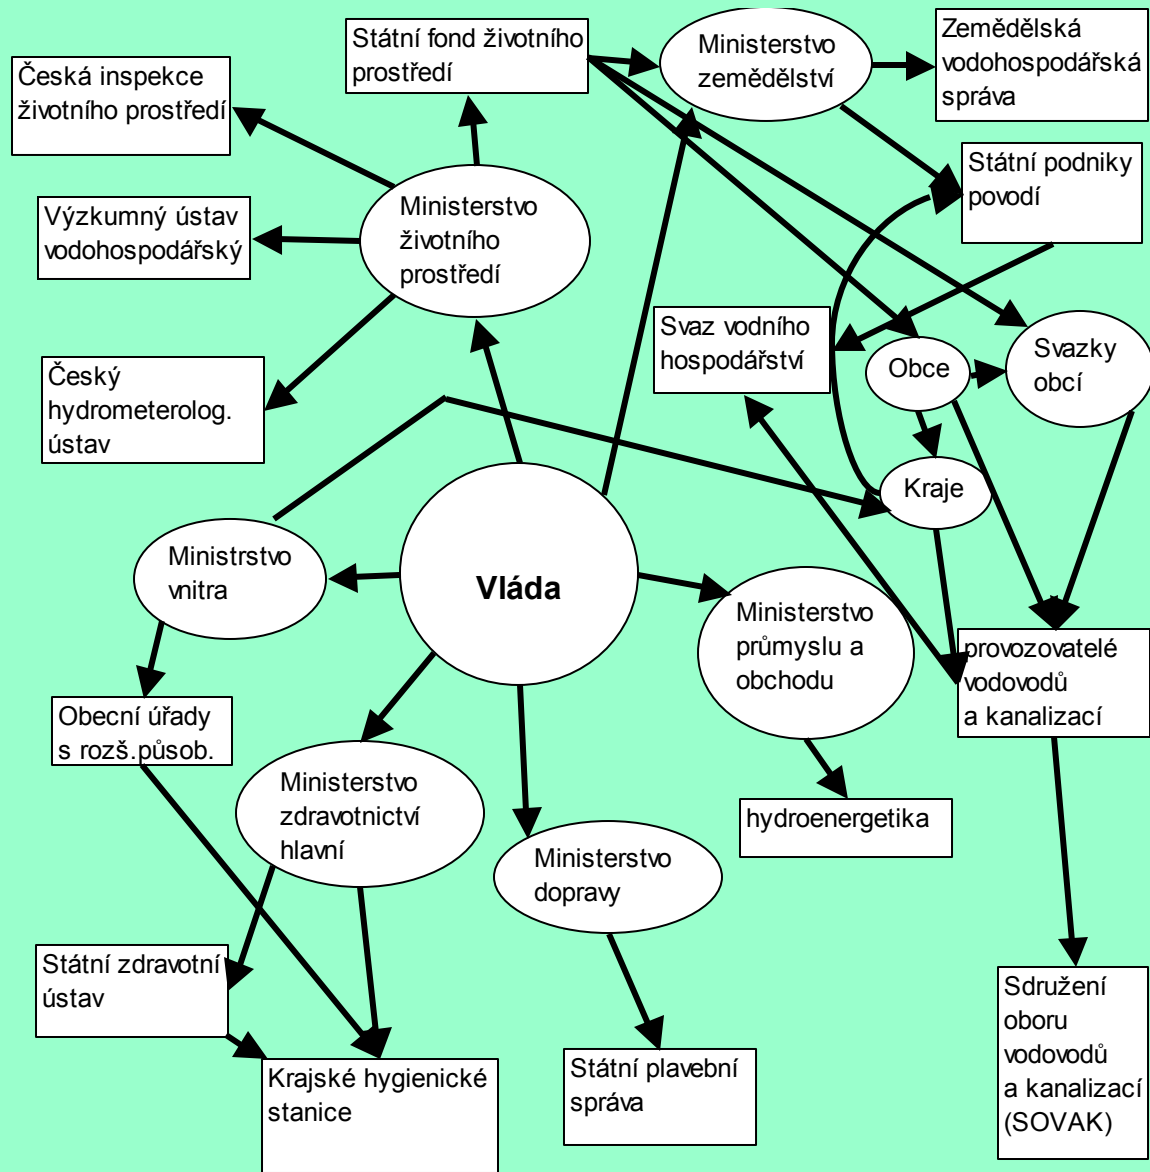 Státní fond životního
prostředí
Ministerstvo
zemědělství
Zemědělská
vodohospodářská
správa
Česká inspekce
životního prostředí
Státní podniky
povodí
Výzkumný ústav
vodohospodářský
Ministerstvo
životního
prostředí
Svaz vodního
hospodářství
Obce
Svazky
obcí
Český
hydrometerolog.
ústav
Kraje
Ministrstvo
vnitra
Vláda
Ministerstvo
průmyslu a
obchodu
provozovatelé
vodovodů
a kanalizací
Obecní úřady
s rozš.působ.
Ministerstvo
zdravotnictví
hlavní
hydroenergetika
Ministerstvo
dopravy
Státní zdravotní
ústav
Sdružení
oboru
vodovodů
a kanalizací
(SOVAK)
Krajské hygienické
stanice
Státní plavební
správa